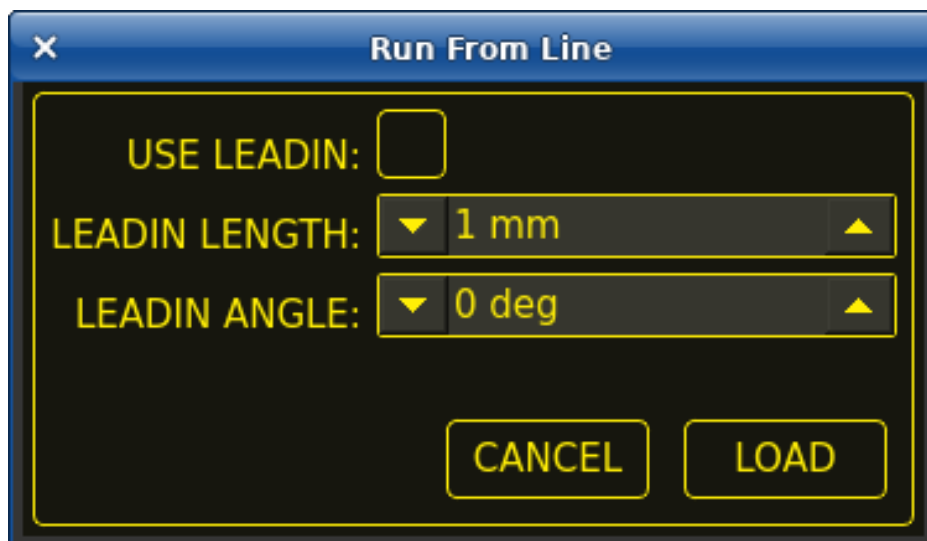 Run From Line
USE LEADIN:
LEADIN LENGTH: 1 mm
LEADIN ANGLE: 0 deg
CANCEL LOAD